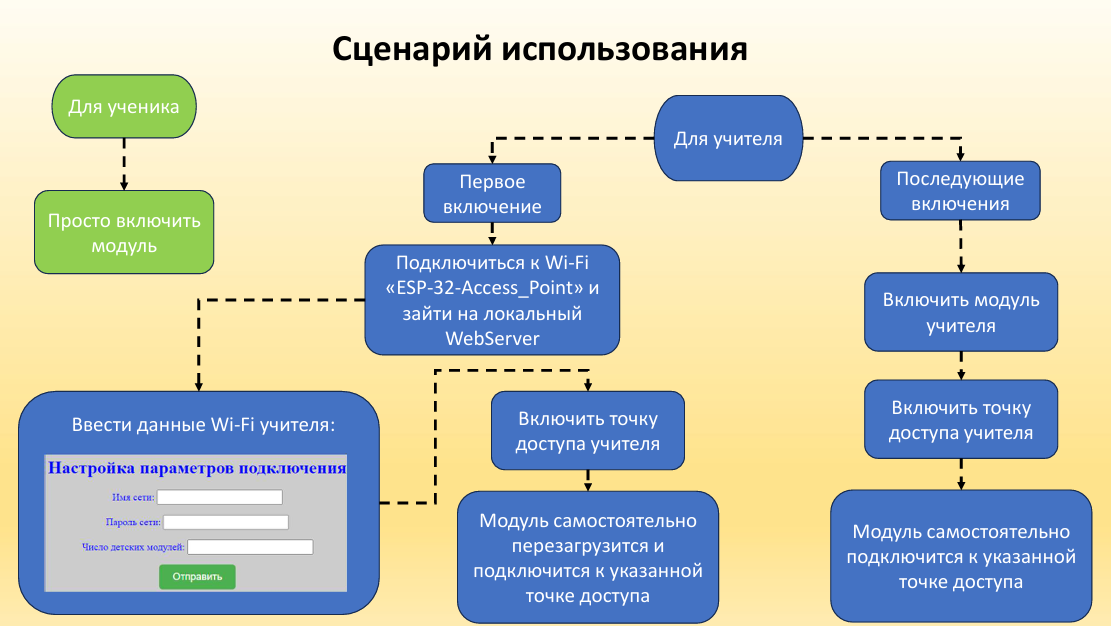 Сценарий использования
Для ученика
Просто включить
модуль
Для учителя
Первое
включение
Подключиться к Wi-Fi
«ESP-32-Access_Point» и
зайти на локальный
WebServer
Ввести данные Wi-Fi учителя:
Настройка параметров подключения
Имя сети:
Пароль сети:
Число детских модулей:
Отправить
Включить точку
доступа учителя
Модуль самостоятельно
перезагрузится и
подключится к указанной
точке доступа
Последующие
включения
Включить модуль
учителя
Включить точку
доступа учителя
Модуль самостоятельно
подключится к указанной
точке доступа